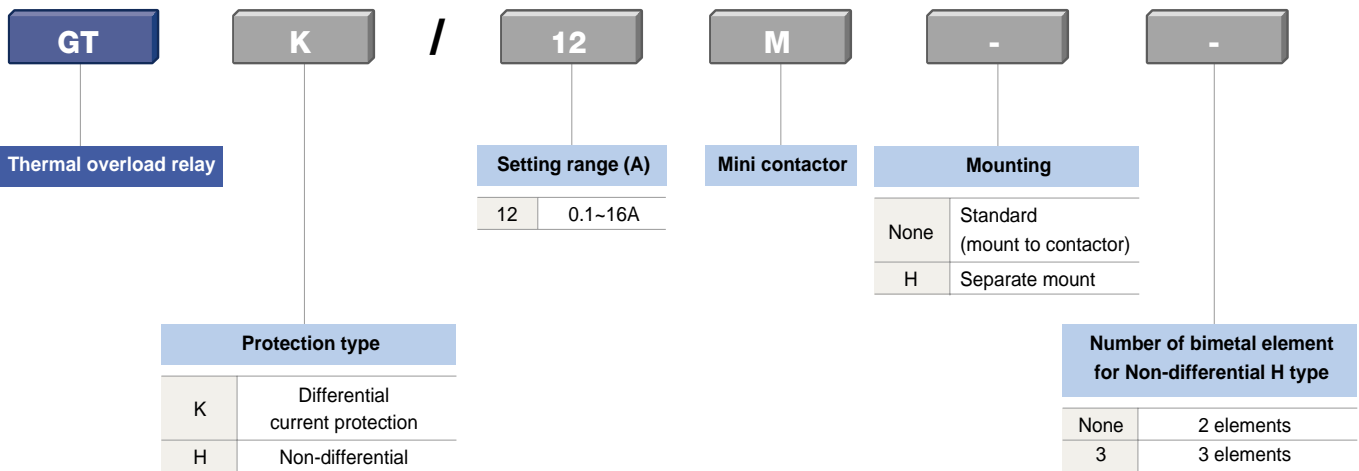 GT K / 12 M - -
Thermal overload relay
Setting range (A)
12 0.1~16A
Mini contactor
Mounting
None Standard
(mount to contactor)
H Separate mount
Protection type
K Differential
current protection
H Non-differential
Number of bimetal element
for Non-differential H type
None 2 elements
3 3 elements